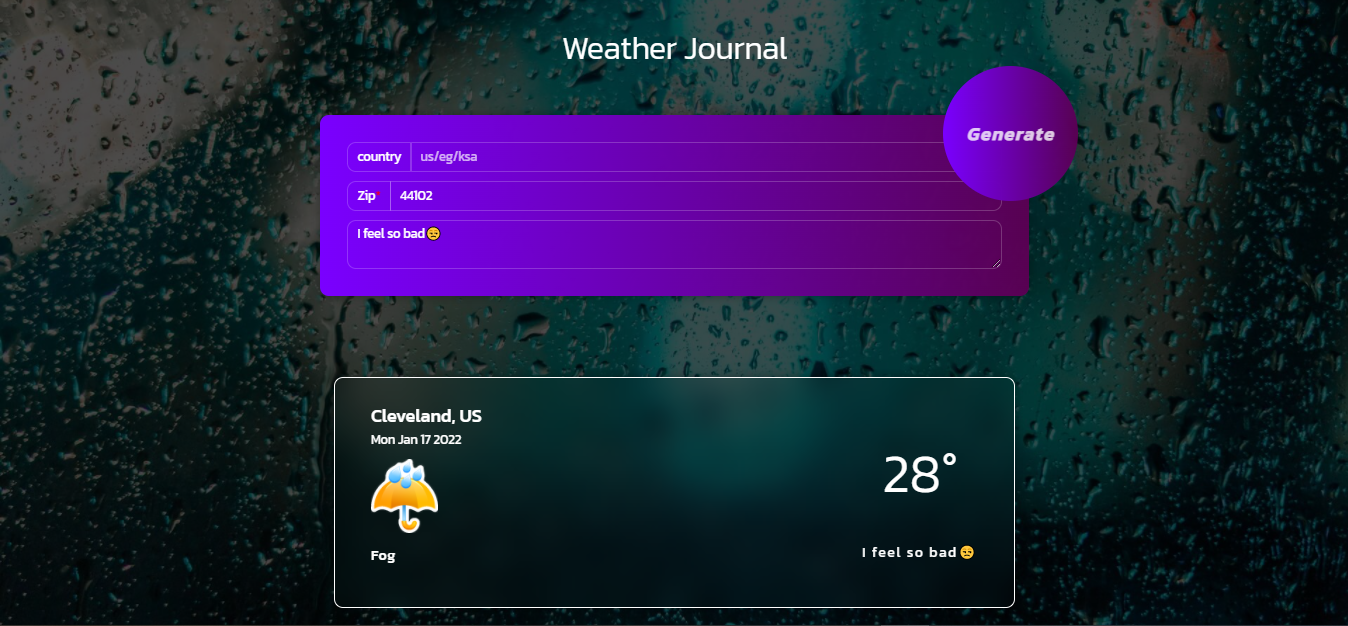 Weather Journal
Generate
country us/eg/ksa
Zip* 44102
I feel so bad😔
Cleveland, US
Mon Jan 17 2022
28°
Fog
I feel so bad😔